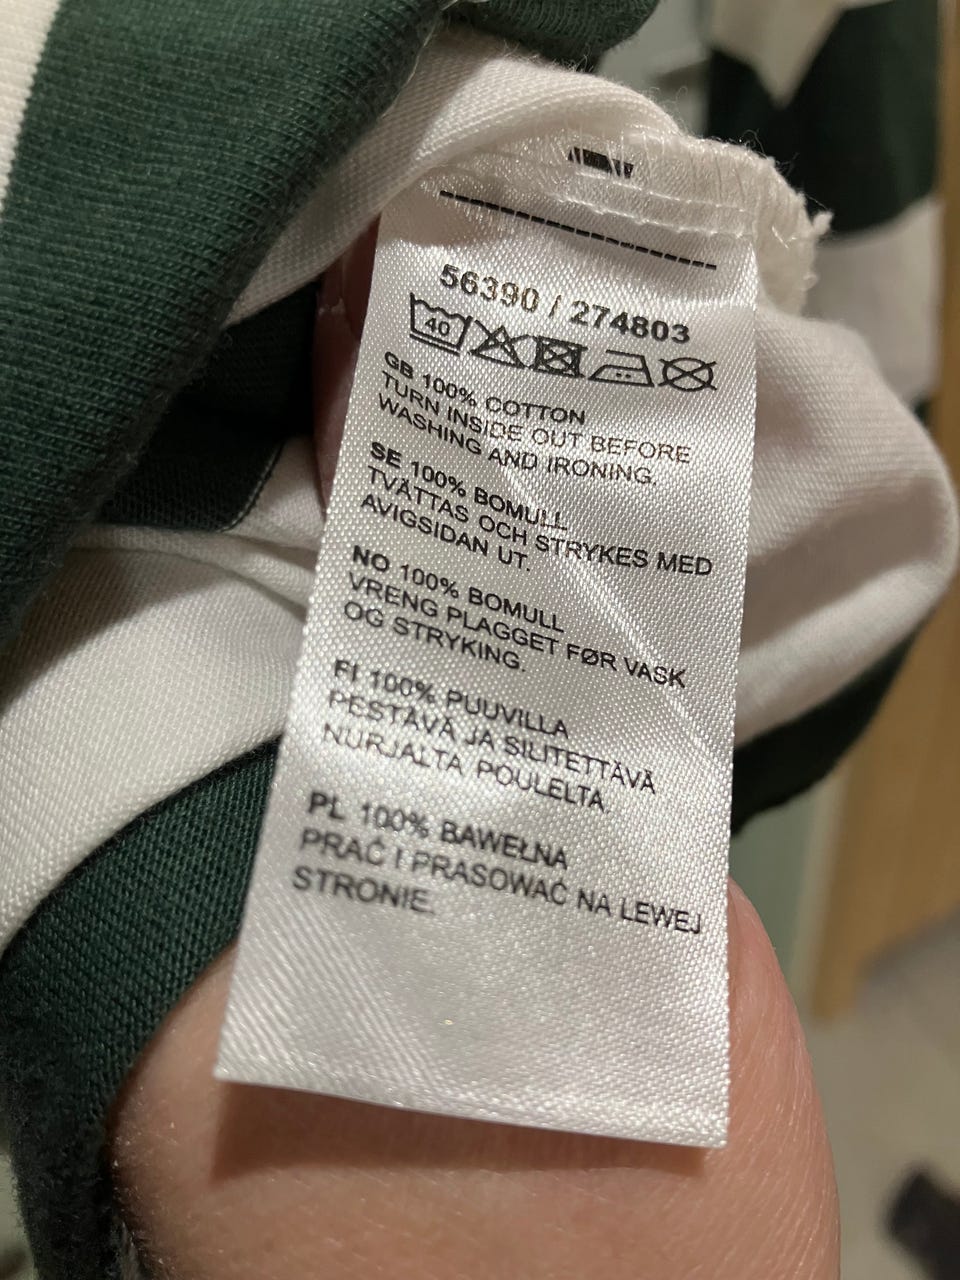 56390 / 274803
40
GB 100% COTTON
TURN INSIDE OUT BEFORE
WASHING AND IRONING.
SE 100% BOMULL
TVÄTTAS OCH STRYKES MED
AVIGSIDAN UT.
NO 100% BOMULL
VRENG PLAGGET FØR VASK
OG STRYKING.
FI 100% PUUVILLA
PESTÄVÄ JA SILITETTÄVÄ
NURJALTA POULELTA.
PL 100% BAWEŁNA
PRAĆ I PRASOWAĆ NA LEWEJ
STRONIE.